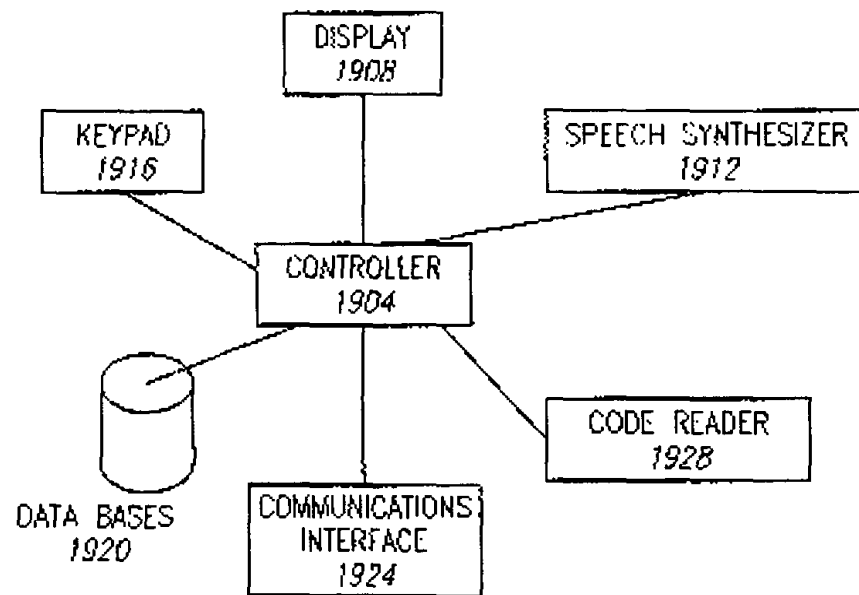 DISPLAY
1908
KEYPAD
1916
SPEECH SYNTHESIZER
1912
CONTROLLER
1904
CODE READER
1928
DATA BASES
1920
COMMUNICATIONS
INTERFACE
1924